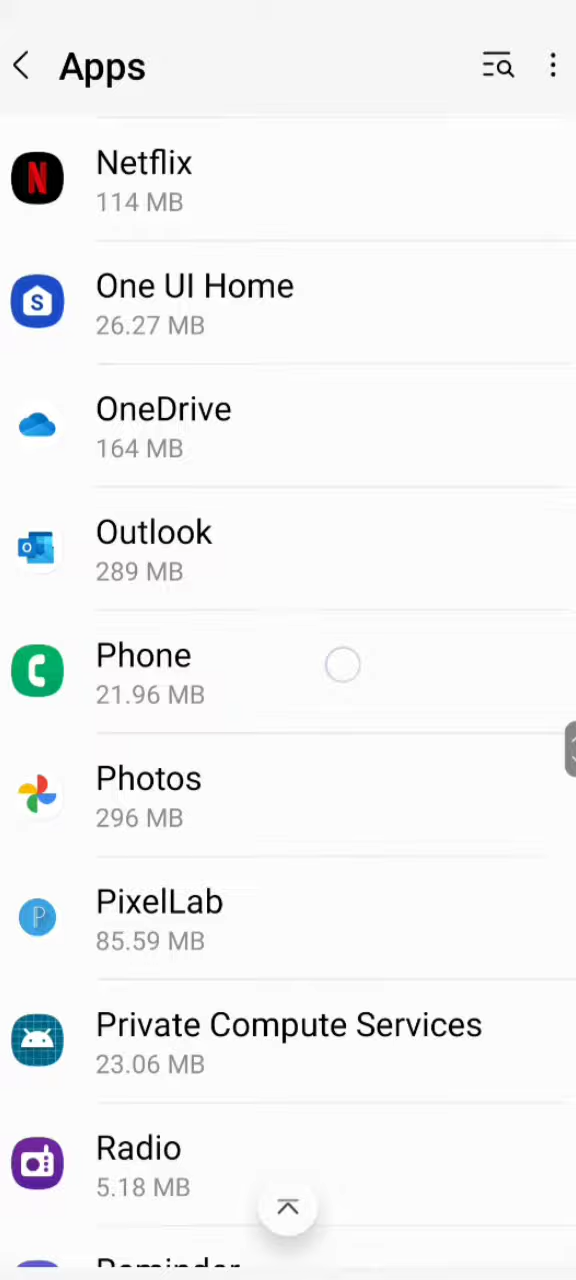 Apps
Netflix
114 MB
One UI Home
26.27 MB
OneDrive
164 MB
Outlook
289 MB
Phone
21.96 MB
Photos
296 MB
PixelLab
85.59 MB
Private Compute Services
23.06 MB
Radio
5.18 MB
Reminder